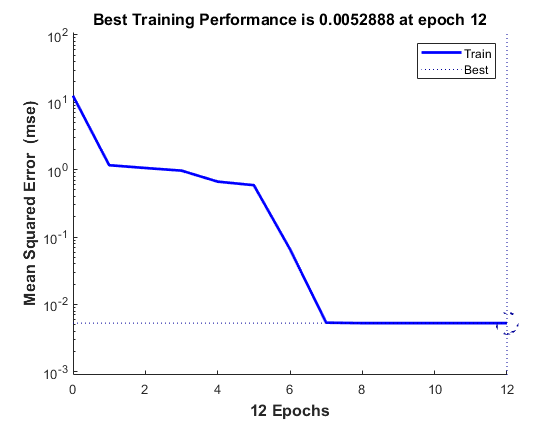 Best Training Performance is 0.0052888 at epoch 12
Train
Best
Mean Squared Error (mse)
10^2
10^1
10^0
10^-1
10^-2
10^-3
0 2 4 6 8 10 12
12 Epochs